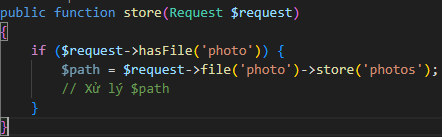 public function store(Request $request)
{
    if ($request->hasFile('photo')) {
        $path = $request->file('photo')->store('photos');
        // Xử lý $path
    }
}